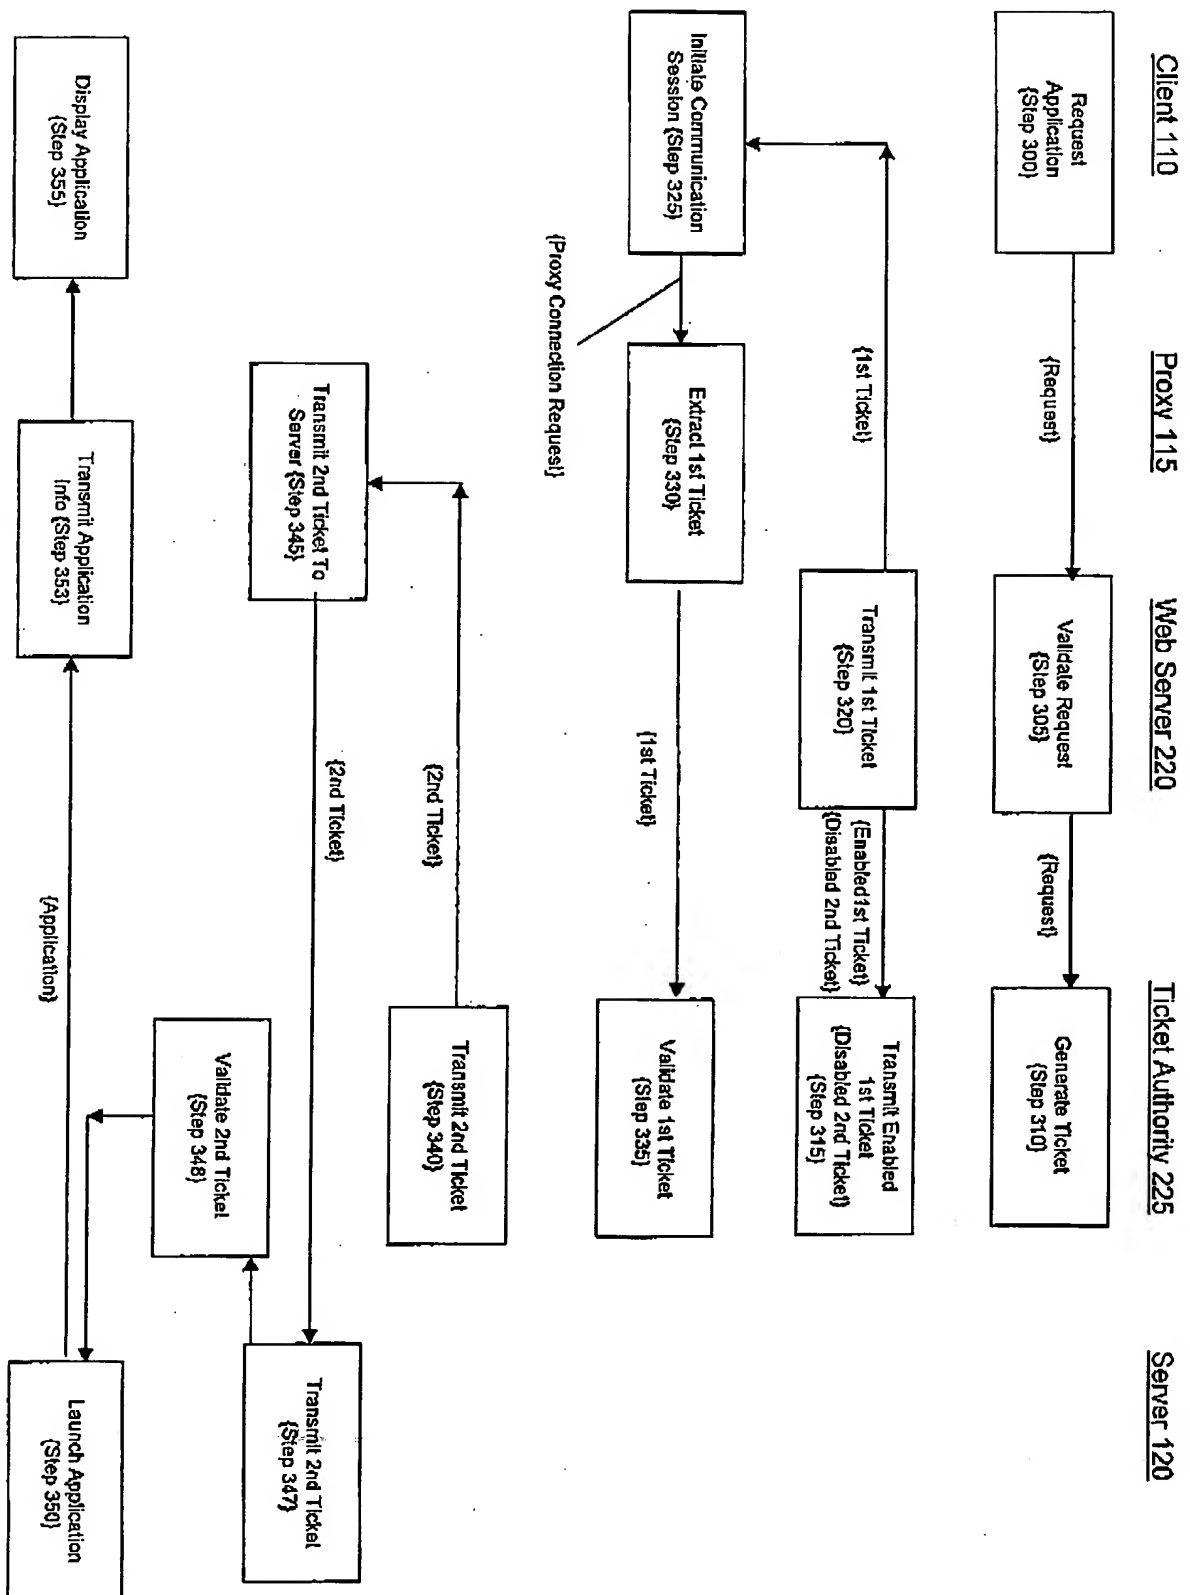 Client 110
Proxy 115
Web Server 220
Ticket Authority 225
Server 120
Request
Application
{Step 300}
{Request}
Validate Request
{Step 305}
{Request}
Generate Ticket
{Step 310}
{1st Ticket}
Transmit 1st Ticket
{Step 320}
{Enabled 1st Ticket}
{Disabled 2nd Ticket}
Transmit Enabled
1st Ticket
{Disabled 2nd Ticket}
{Step 315}
Initiate Communication
Session {Step 325}
{Proxy Connection Request}
Extract 1st Ticket
{Step 330}
{1st Ticket}
Validate 1st Ticket
{Step 335}
{2nd Ticket}
Transmit 2nd Ticket
{Step 340}
Transmit 2nd Ticket To
Server {Step 345}
{2nd Ticket}
Transmit 2nd Ticket
{Step 347}
Validate 2nd Ticket
{Step 348}
Display Application
{Step 355}
Transmit Application
Info {Step 353}
{Application}
Launch Application
{Step 350}